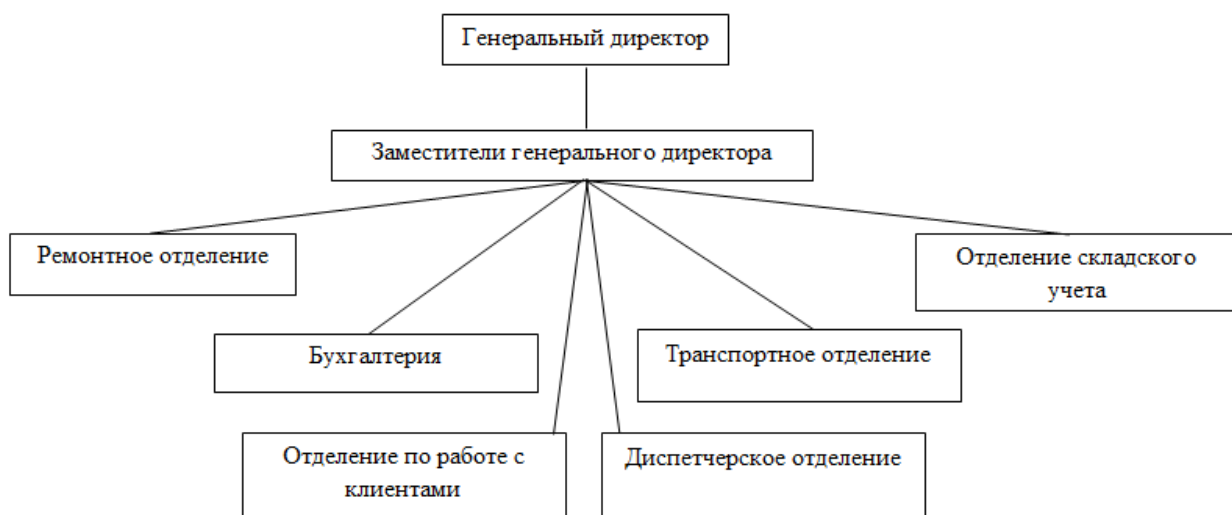 Генеральный директор
Заместители генерального директора
Ремонтное отделение
Отделение складского
учета
Бухгалтерия
Транспортное отделение
Отделение по работе с
клиентами
Диспетчерское отделение